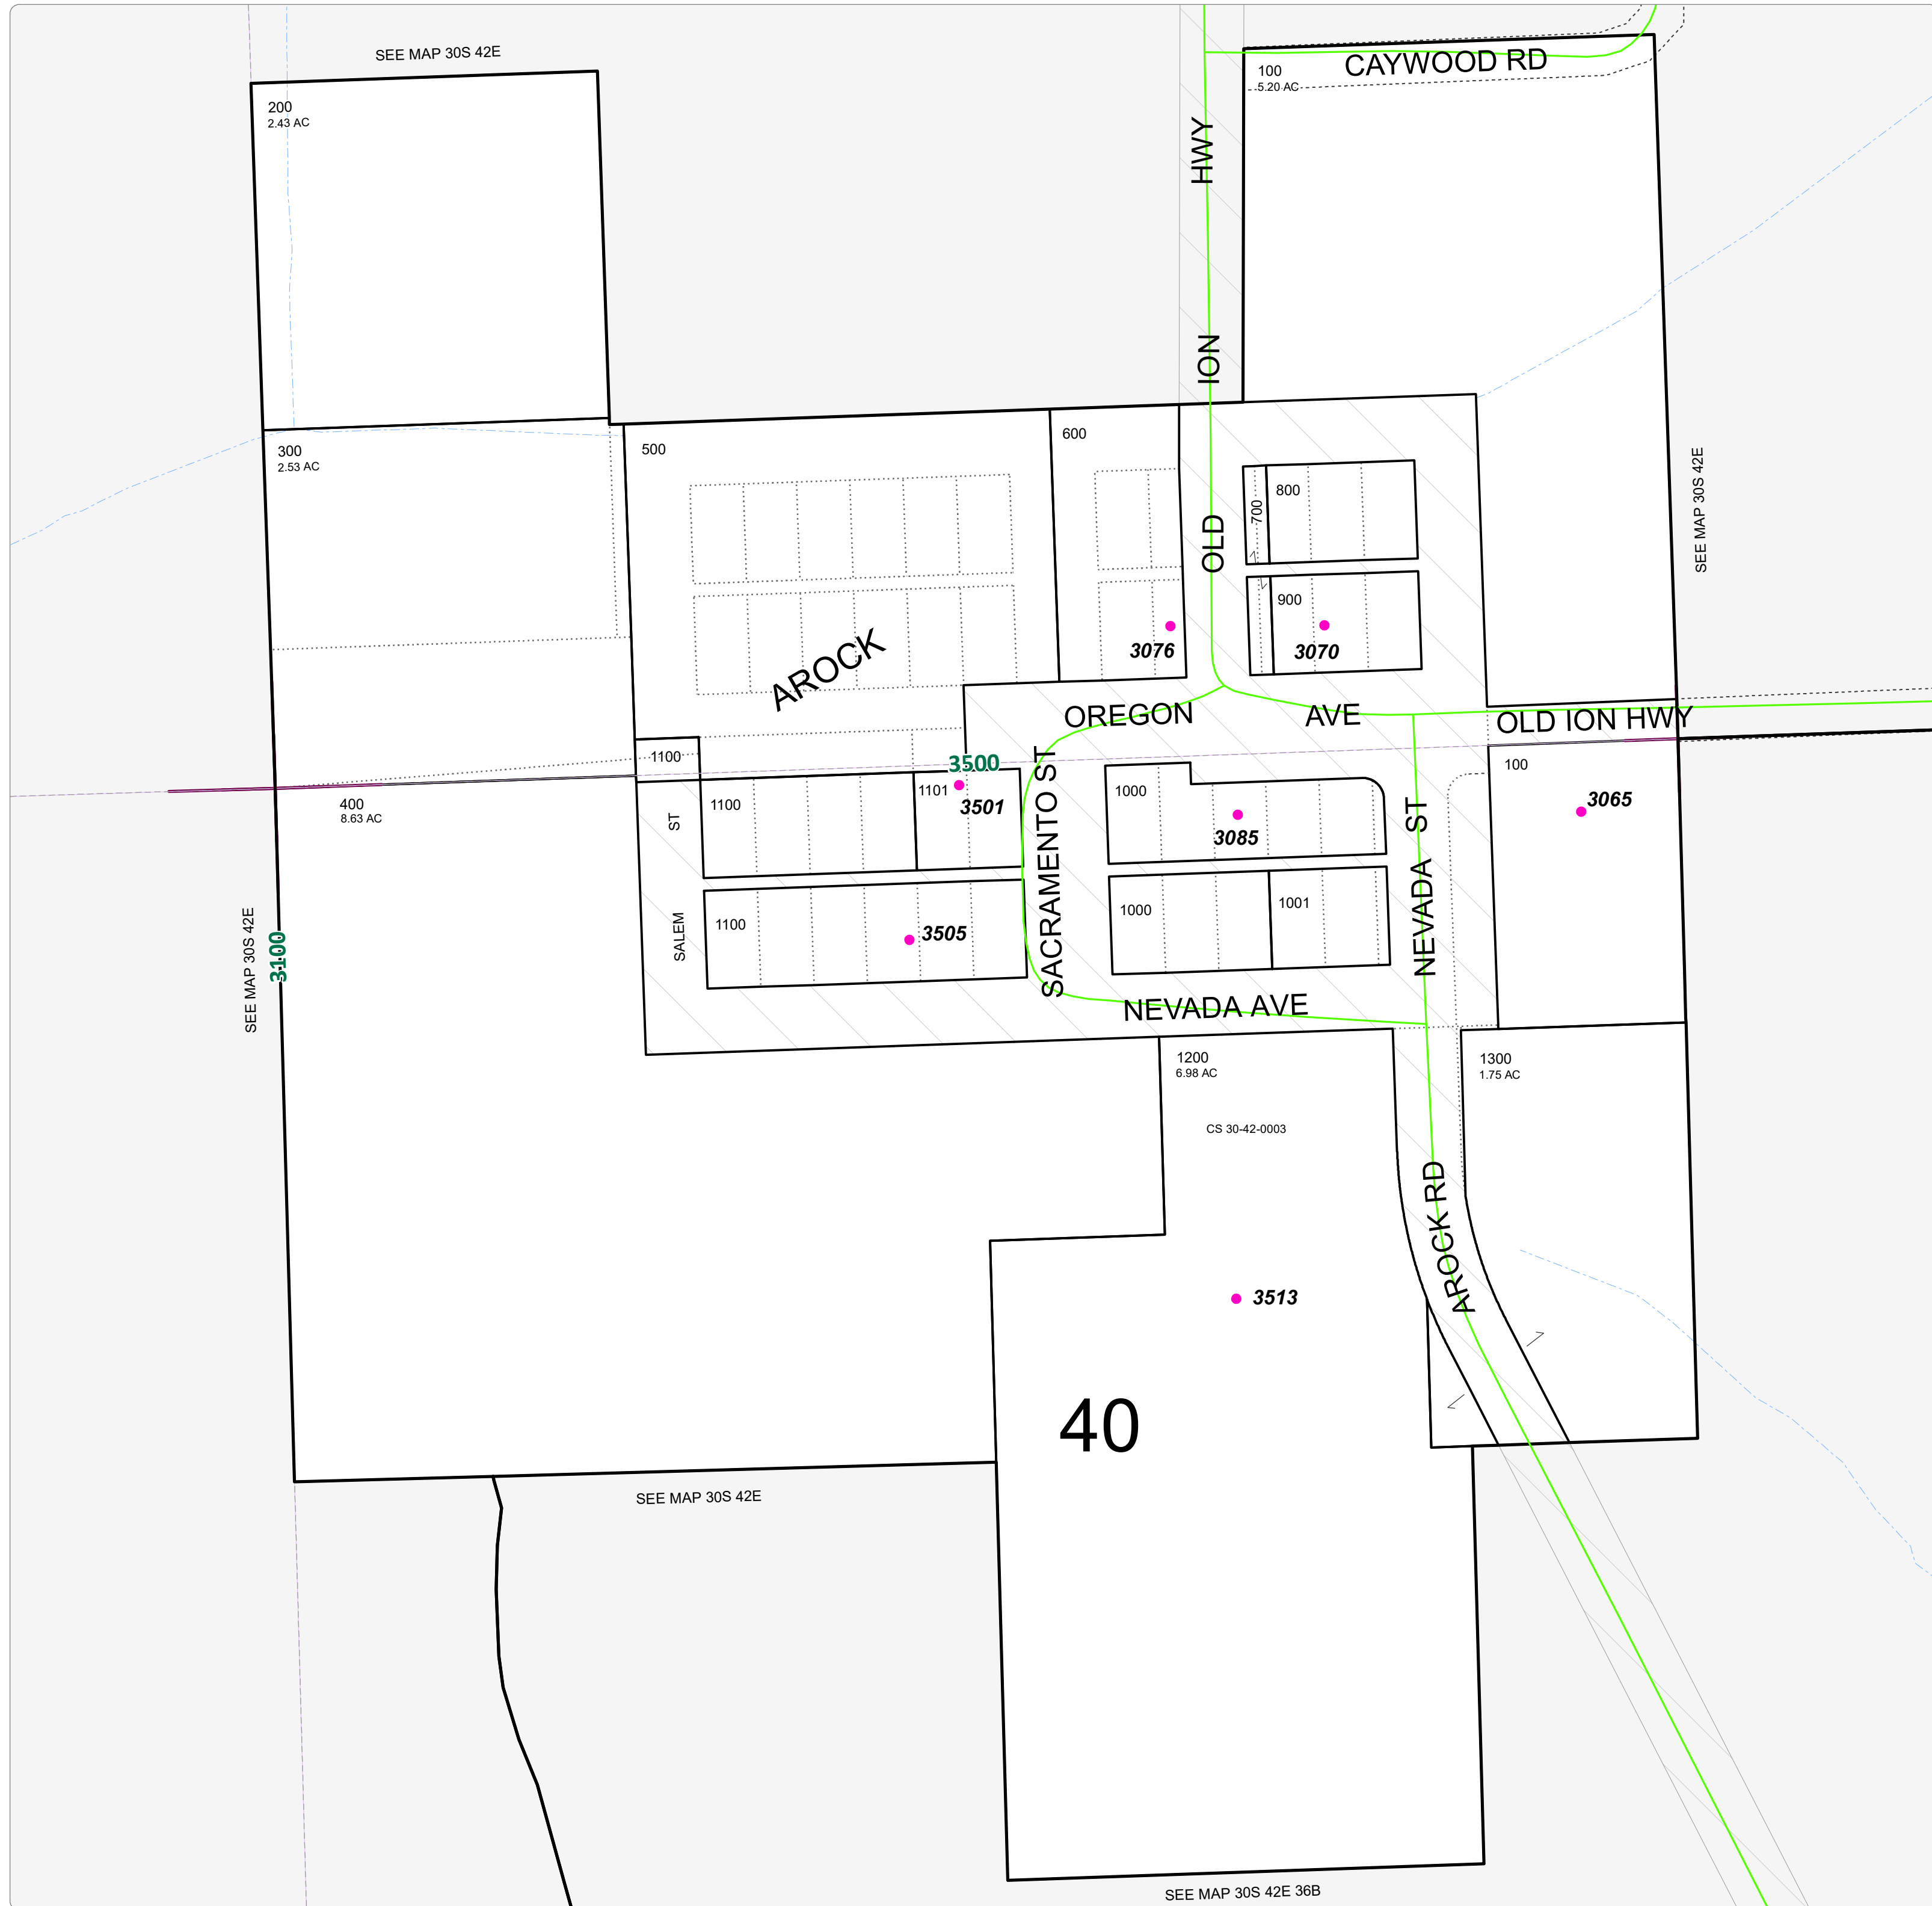 SEE MAP 30S 42E
CAYWOOD RD
100
5.20 AC
200
2.43 AC
HWY
ION
OLD
300
2.53 AC
500
600
700
800
SEE MAP 30S 42E
900
3076
3070
AROCK
OREGON
AVE
OLD ION HWY
1100
3500
100
400
8.63 AC
ST
1100
1101
3501
SACRAMENTO ST
1000
3085
NEVADA ST
3065
SEE MAP 30S 42E
3100
SALEM
1100
3505
1000
1001
NEVADA AVE
1200
6.98 AC
1300
1.75 AC
CS 30-42-0003
AROCK RD
3513
40
SEE MAP 30S 42E
SEE MAP 30S 42E 36B